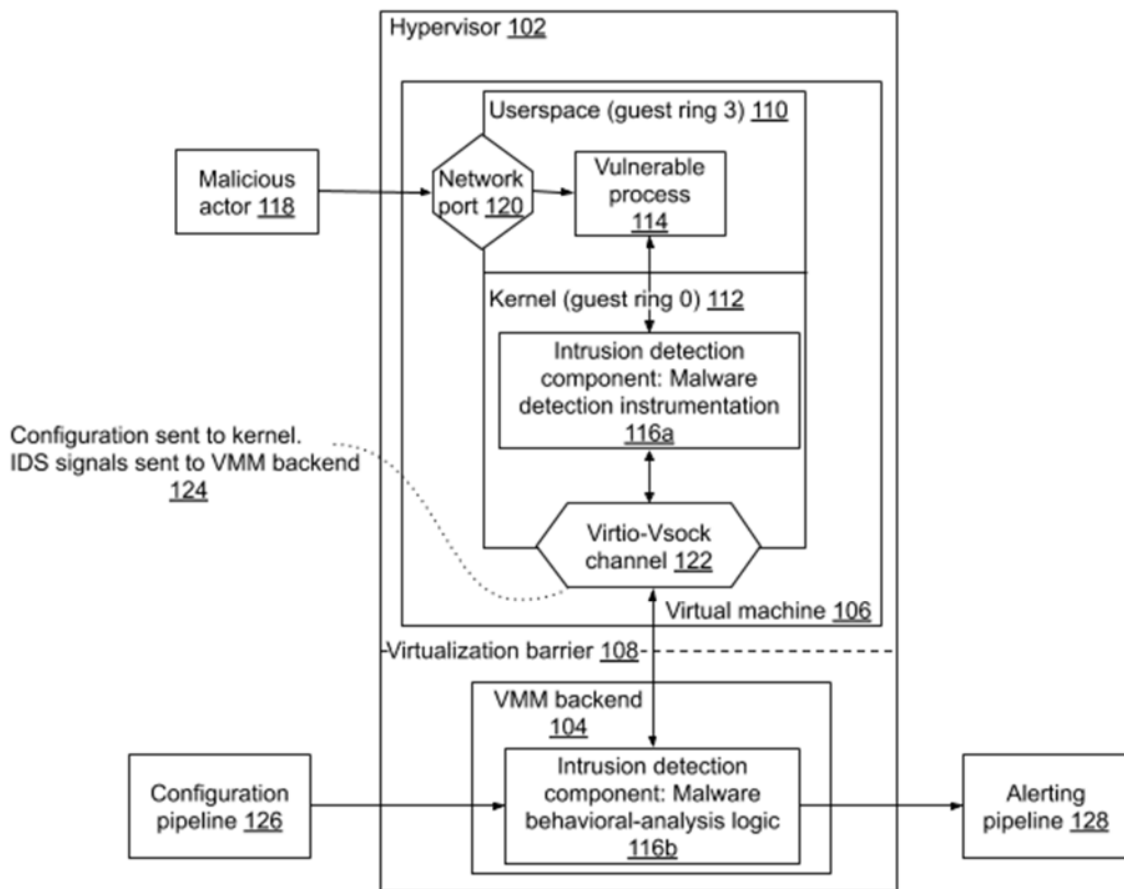 Hypervisor 102
Userspace (guest ring 3) 110
Malicious
actor 118
Network
port 120
Vulnerable
process
114
Kernel (guest ring 0) 112
Intrusion detection
component: Malware
detection instrumentation
116a
Configuration sent to kernel.
IDS signals sent to VMM backend
124
Virtio-Vsock
channel 122
Virtual machine 106
Virtualization barrier 108
VMM backend
104
Configuration
pipeline 126
Intrusion detection
component: Malware
behavioral-analysis logic
116b
Alerting
pipeline 128